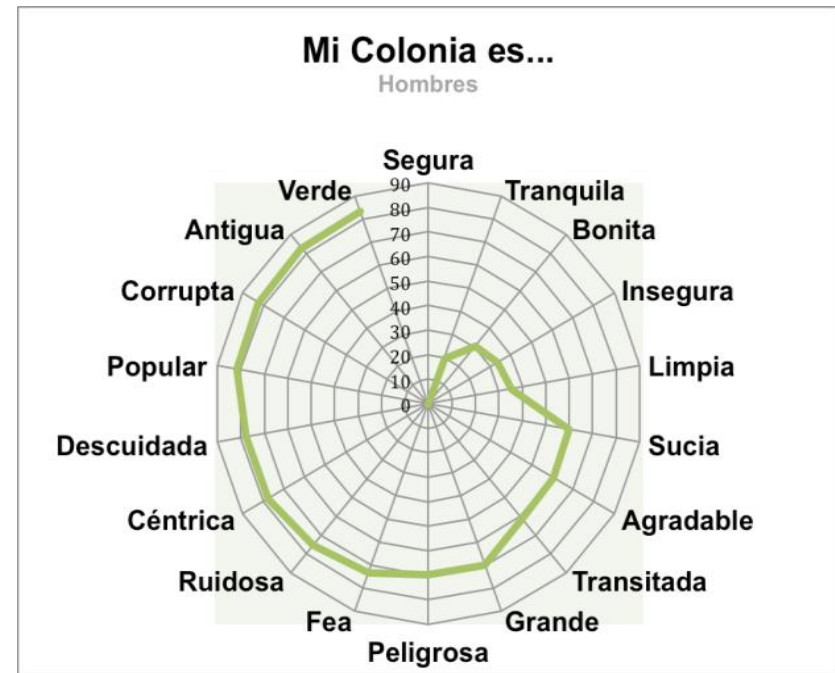 Mi Colonia es...
Hombres
Segura
Verde
Tranquila
Antigua
Bonita
Corrupta
Insegura
Popular
Limpia
Descuidada
Sucia
Céntrica
Agradable
Ruidosa
Transitada
Fea
Grande
Peligrosa
90
80
70
60
50
40
30
20
10
0